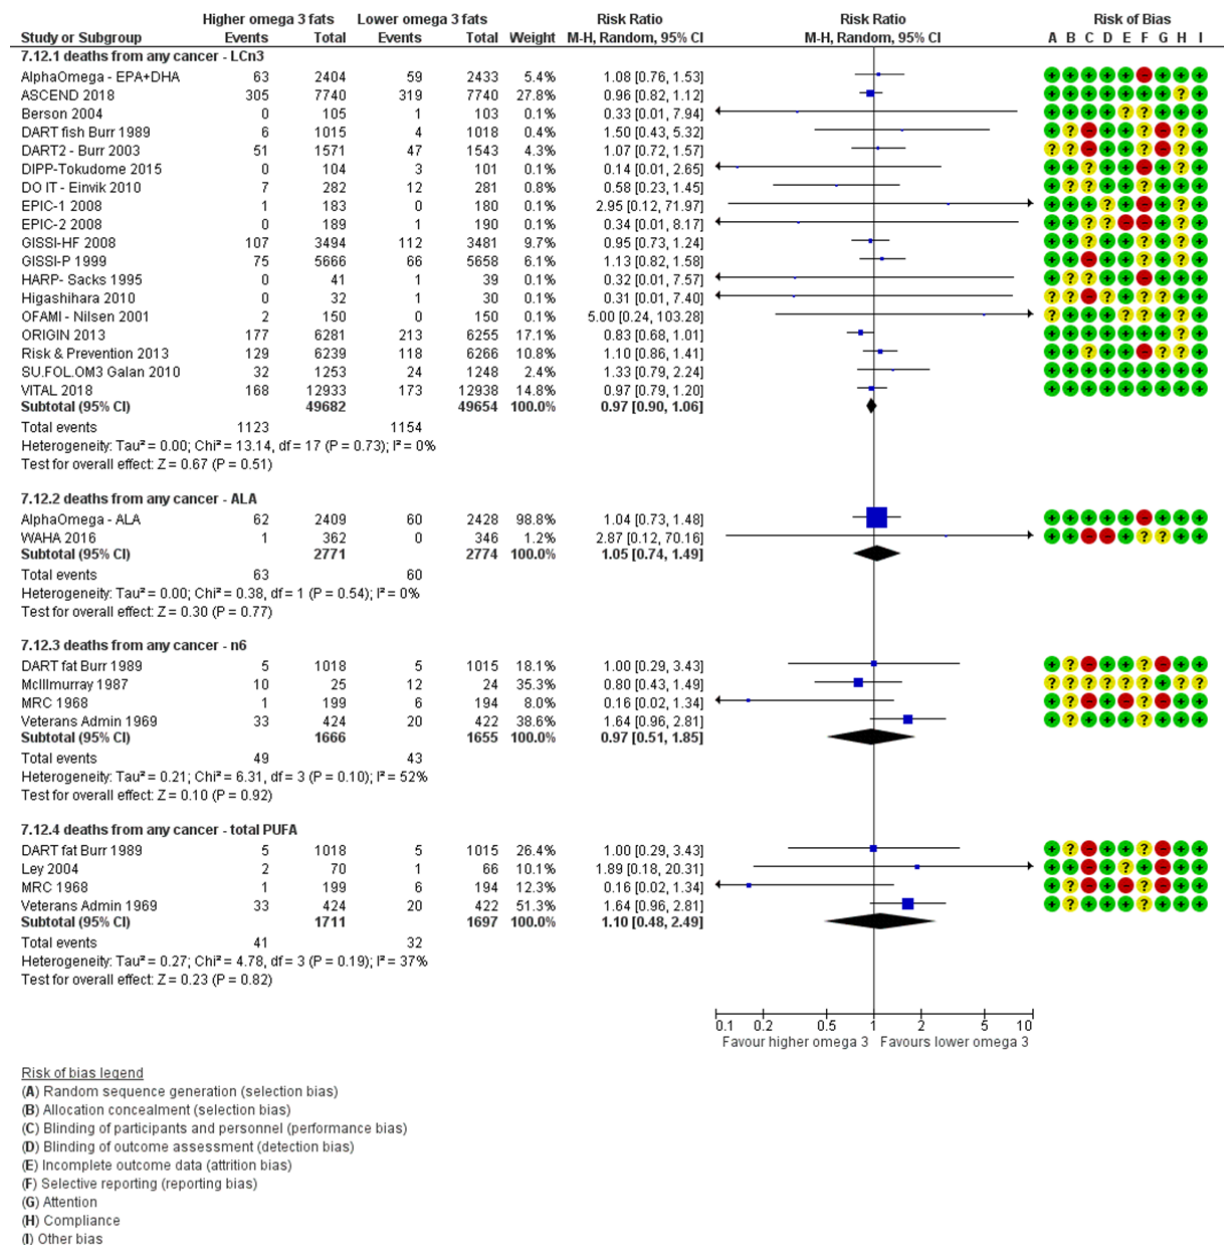 Higher omega 3 fats Lower omega 3 fats Risk Ratio Risk Ratio Risk of Bias
Study or Subgroup Events Total Events Total Weight M-H, Random, 95% CI M-H, Random, 95% CI A B C D E F G H I
7.12.1 deaths from any cancer - LCn3
AlphaOmega - EPA+DHA 63 2404 59 2433 5.4% 1.08 [0.76, 1.53] + + + + + - + + +
ASCEND 2018 305 7740 319 7740 27.8% 0.96 [0.82, 1.12] + + + + + + + ? +
Berson 2004 0 105 1 103 0.1% 0.33 [0.01, 7.94] + + + + ? ? + + +
DART fish Burr 1989 6 1015 4 1018 0.4% 1.50 [0.43, 5.32] + ? - + + ? - ? +
DART2 - Burr 2003 51 1571 47 1543 4.3% 1.07 [0.72, 1.57] ? ? - + + ? - ? +
DIPP-Tokudome 2015 0 104 3 101 0.1% 0.14 [0.01, 2.65] + + ? + + - + ? +
DO IT - Einvik 2010 7 282 12 281 0.8% 0.58 [0.23, 1.45] + ? ? + + ? + ? +
EPIC-1 2008 1 183 0 180 0.1% 2.95 [0.12, 71.97] + + + ? + - + ? +
EPIC-2 2008 0 189 1 190 0.1% 0.34 [0.01, 8.17] + + ? ? - - + ? +
GISSI-HF 2008 107 3494 112 3481 9.7% 0.95 [0.73, 1.24] + + + + + ? + ? +
GISSI-P 1999 75 5666 66 5658 6.1% 1.13 [0.82, 1.58] + + - + + ? + ? +
HARP- Sacks 1995 0 41 1 39 0.1% 0.32 [0.01, 7.57] + ? ? + + - + + +
Higashihara 2010 0 32 1 30 0.1% 0.31 [0.01, 7.40] ? ? - ? + ? ? ? +
OFAMI - Nilsen 2001 2 150 0 150 0.1% 5.00 [0.24, 103.28] ? + + + + ? + ? +
ORIGIN 2013 177 6281 213 6255 17.1% 0.83 [0.68, 1.01] + + + + + + + ? +
Risk & Prevention 2013 129 6239 118 6266 10.8% 1.10 [0.86, 1.41] + + ? + + - ? ? +
SU.FOL.OM3 Galan 2010 32 1253 24 1248 2.4% 1.33 [0.79, 2.24] + + + + + + + + +
VITAL 2018 168 12933 173 12938 14.8% 0.97 [0.79, 1.20] + + + + + + + + +
Subtotal (95% CI) 49682 49654 100.0% 0.97 [0.90, 1.06]
Total events 1123 1154
Heterogeneity: Tau² = 0.00; Chi² = 13.14, df = 17 (P = 0.73); I² = 0%
Test for overall effect: Z = 0.67 (P = 0.51)
7.12.2 deaths from any cancer - ALA
AlphaOmega - ALA 62 2409 60 2428 98.8% 1.04 [0.73, 1.48] + + + + + - + + +
WAHA 2016 1 362 0 346 1.2% 2.87 [0.12, 70.16] + + - - + ? ? + +
Subtotal (95% CI) 2771 2774 100.0% 1.05 [0.74, 1.49]
Total events 63 60
Heterogeneity: Tau² = 0.00; Chi² = 0.38, df = 1 (P = 0.54); I² = 0%
Test for overall effect: Z = 0.30 (P = 0.77)
7.12.3 deaths from any cancer - n6
DART fat Burr 1989 5 1018 5 1015 18.1% 1.00 [0.29, 3.43] + ? - + + ? - + +
McIllmurray 1987 10 25 12 24 35.3% 0.80 [0.43, 1.49] ? ? ? ? ? ? + ? ?
MRC 1968 1 199 6 194 8.0% 0.16 [0.02, 1.34] + ? - + - ? - + +
Veterans Admin 1969 33 424 20 422 38.6% 1.64 [0.96, 2.81] + ? + + + ? + + +
Subtotal (95% CI) 1666 1655 100.0% 0.97 [0.51, 1.85]
Total events 49 43
Heterogeneity: Tau² = 0.21; Chi² = 6.31, df = 3 (P = 0.10); I² = 52%
Test for overall effect: Z = 0.10 (P = 0.92)
7.12.4 deaths from any cancer - total PUFA
DART fat Burr 1989 5 1018 5 1015 26.4% 1.00 [0.29, 3.43] + ? - + + ? - + +
Ley 2004 2 70 1 66 10.1% 1.89 [0.18, 20.31] + + - + ? + - + +
MRC 1968 1 199 6 194 12.3% 0.16 [0.02, 1.34] + ? - + - ? - + +
Veterans Admin 1969 33 424 20 422 51.3% 1.64 [0.96, 2.81] + ? + + + ? + + +
Subtotal (95% CI) 1711 1697 100.0% 1.10 [0.48, 2.49]
Total events 41 32
Heterogeneity: Tau² = 0.27; Chi² = 4.78, df = 3 (P = 0.19); I² = 37%
Test for overall effect: Z = 0.23 (P = 0.82)
0.1 0.2 0.5 1 2 5 10
Favour higher omega 3 Favours lower omega 3
Risk of bias legend
(A) Random sequence generation (selection bias)
(B) Allocation concealment (selection bias)
(C) Blinding of participants and personnel (performance bias)
(D) Blinding of outcome assessment (detection bias)
(E) Incomplete outcome data (attrition bias)
(F) Selective reporting (reporting bias)
(G) Attention
(H) Compliance
(I) Other bias